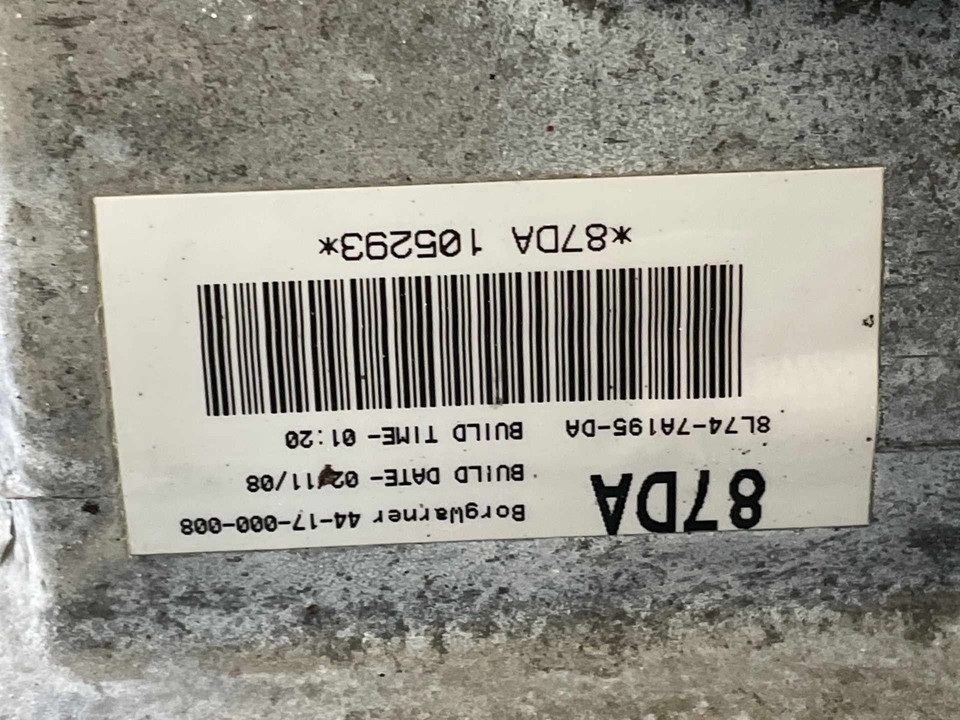 87DA BorgWarner 44-17-000-008
BUILD DATE- 02/11/08
8L74-7A195-DA BUILD TIME- 01:20
*87DA 105293*